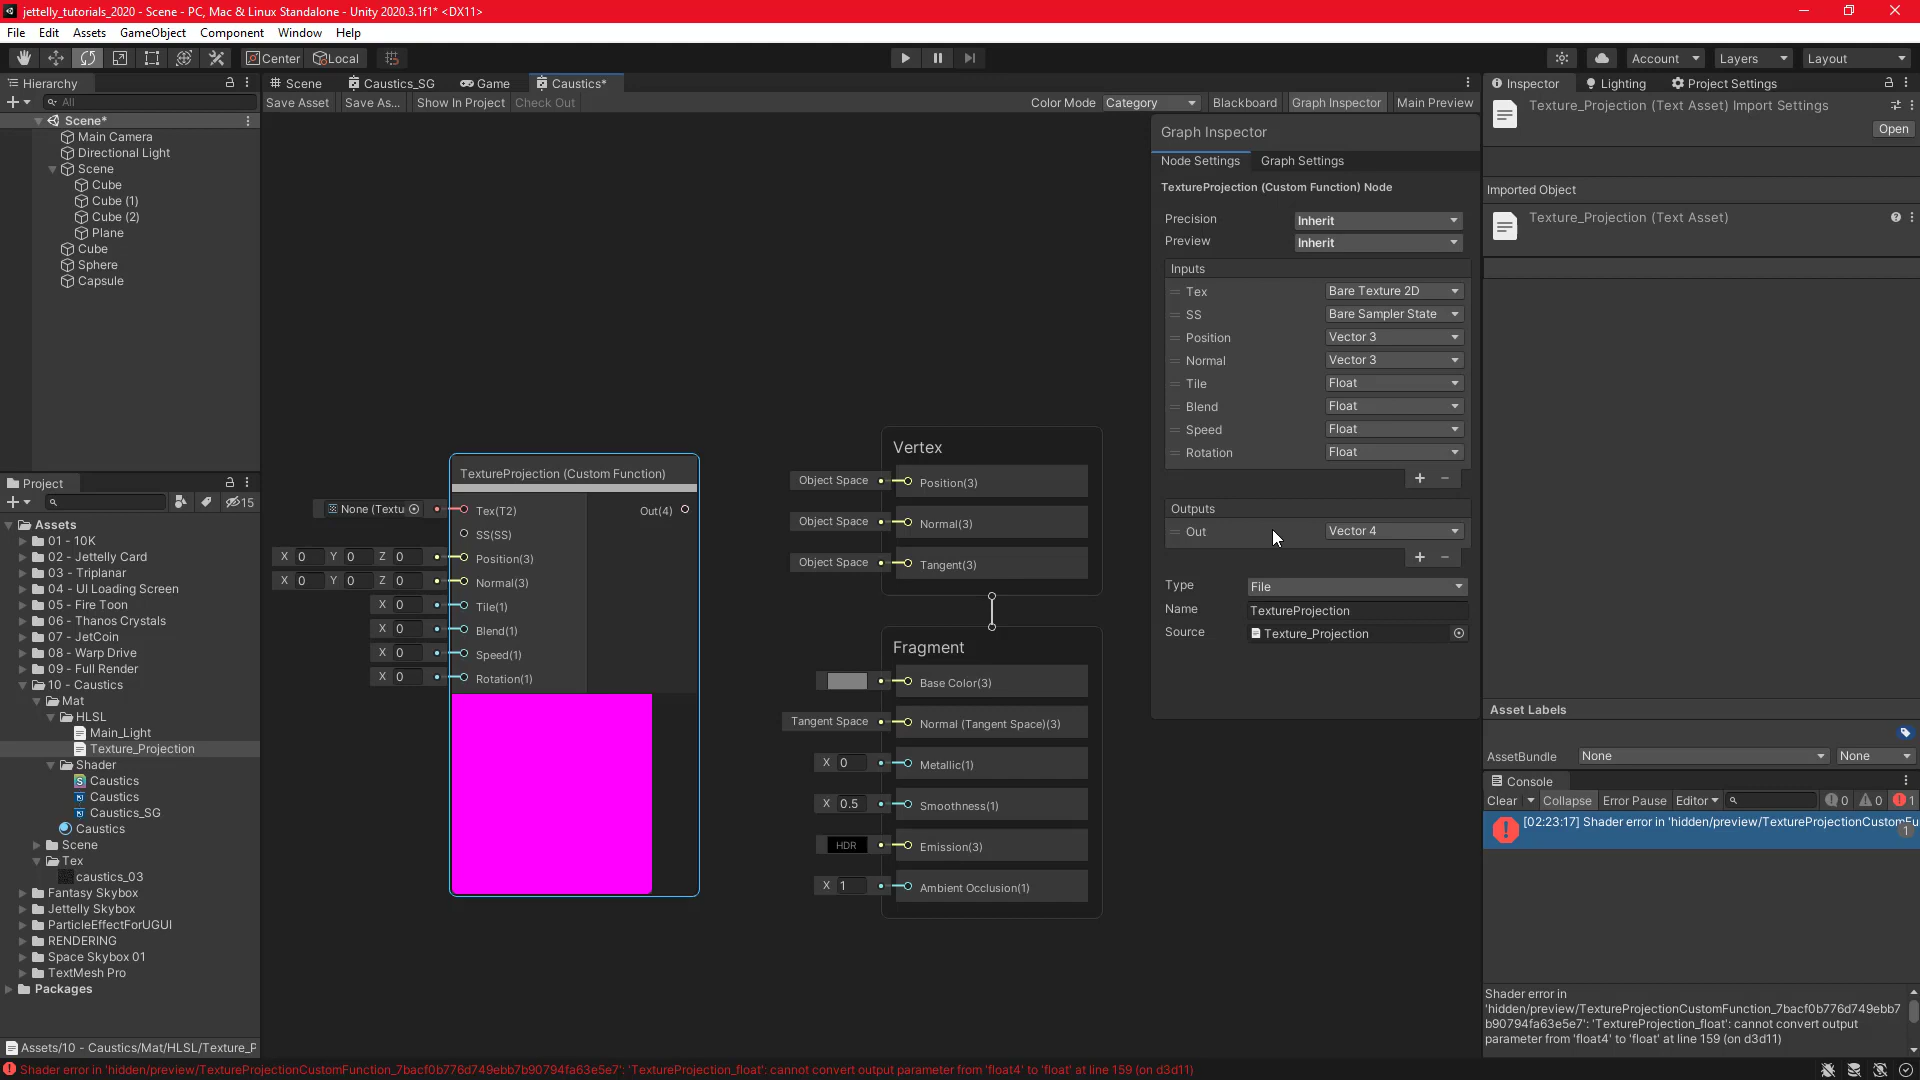 jettelly_tutorials_2020 - Scene - PC, Mac & Linux Standalone - Unity 2020.3.1f1* <DX11>
File Edit Assets GameObject Component Window Help
Center Local
Account Layers Layout
Hierarchy
All
Scene*
Main Camera
Directional Light
Scene
Cube
Cube (1)
Cube (2)
Plane
Cube
Sphere
Capsule
Project
15
Assets
01 - 10K
02 - Jettelly Card
03 - Triplanar
04 - UI Loading Screen
05 - Fire Toon
06 - Thanos Crystals
07 - JetCoin
08 - Warp Drive
09 - Full Render
10 - Caustics
Mat
HLSL
Main_Light
Texture_Projection
Shader
Caustics
Caustics
Caustics_SG
Caustics
Scene
Tex
caustics_03
Fantasy Skybox
Jettelly Skybox
ParticleEffectForUGUI
RENDERING
Space Skybox 01
TextMesh Pro
Packages
Assets/10 - Caustics/Mat/HLSL/Texture_P
Scene Caustics_SG Game Caustics*
Save Asset Save As... Show In Project Check Out
Color Mode Category Blackboard Graph Inspector Main Preview
TextureProjection (Custom Function)
None (Textu Tex(T2) Out(4)
SS(SS)
X 0 Y 0 Z 0 Position(3)
X 0 Y 0 Z 0 Normal(3)
X 0 Tile(1)
X 0 Blend(1)
X 0 Speed(1)
X 0 Rotation(1)
Vertex
Object Space Position(3)
Object Space Normal(3)
Object Space Tangent(3)
Fragment
Base Color(3)
Tangent Space Normal (Tangent Space)(3)
X 0 Metallic(1)
X 0.5 Smoothness(1)
HDR Emission(3)
X 1 Ambient Occlusion(1)
Graph Inspector
Node Settings Graph Settings
TextureProjection (Custom Function) Node
Precision Inherit
Preview Inherit
Inputs
Tex Bare Texture 2D
SS Bare Sampler State
Position Vector 3
Normal Vector 3
Tile Float
Blend Float
Speed Float
Rotation Float
+ −
Outputs
Out Vector 4
+ −
Type File
Name TextureProjection
Source Texture_Projection
Inspector Lighting Project Settings
Texture_Projection (Text Asset) Import Settings
Open
Imported Object
Texture_Projection (Text Asset)
Asset Labels
AssetBundle None None
Console
Clear Collapse Error Pause Editor 0 0 1
[02:23:17] Shader error in 'hidden/preview/TextureProjectionCustomFu
1
Shader error in
'hidden/preview/TextureProjectionCustomFunction_7bacf0b776d749ebb7
b90794fa63e5e7': 'TextureProjection_float': cannot convert output
parameter from 'float4' to 'float' at line 159 (on d3d11)
Shader error in 'hidden/preview/TextureProjectionCustomFunction_7bacf0b776d749ebb7b90794fa63e5e7': 'TextureProjection_float': cannot convert output parameter from 'float4' to 'float' at line 159 (on d3d11)